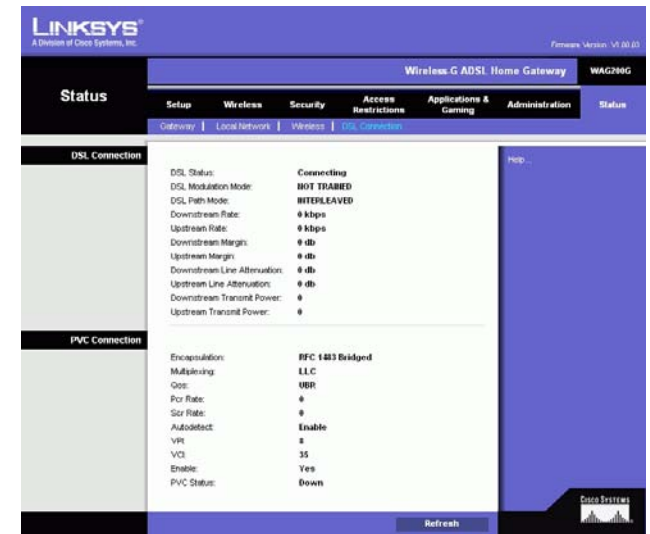 LINKSYS®
A Division of Cisco Systems, Inc.
Firmware Version: V1.00.03
Wireless-G ADSL Home Gateway WAG200G
Status
Setup Wireless Security Access Restrictions Applications & Gaming Administration Status
Gateway | Local Network | Wireless | DSL Connection
DSL Connection
Help...
DSL Status: Connecting
DSL Modulation Mode: NOT TRAINED
DSL Path Mode: INTERLEAVED
Downstream Rate: 0 kbps
Upstream Rate: 0 kbps
Downstream Margin: 0 db
Upstream Margin: 0 db
Downstream Line Attenuation: 0 db
Upstream Line Attenuation: 0 db
Downstream Transmit Power: 0
Upstream Transmit Power: 0
PVC Connection
Encapsulation: RFC 1483 Bridged
Multiplexing: LLC
Qos: UBR
Pcr Rate: 0
Scr Rate: 0
Autodetect: Enable
VPI: 8
VCI: 35
Enable: Yes
PVC Status: Down
Refresh
CISCO SYSTEMS